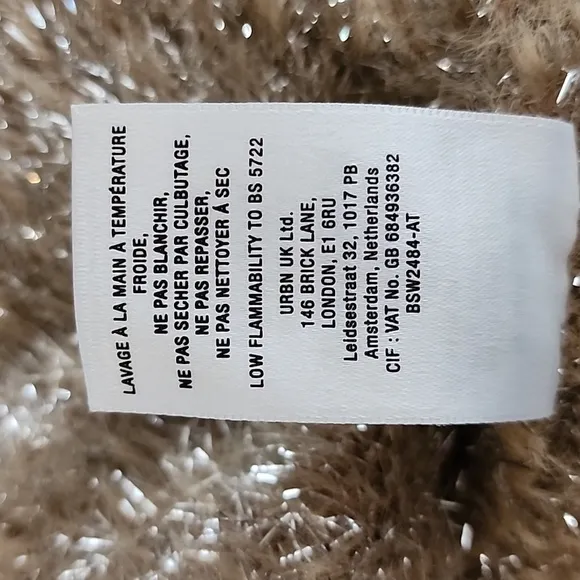 LAVAGE À LA MAIN À TEMPÉRATURE
FROIDE,
NE PAS BLANCHIR,
NE PAS SECHER PAR CULBUTAGE,
NE PAS REPASSER,
NE PAS NETTOYER Á SEC
LOW FLAMMABILITY TO BS 5722
URBN UK Ltd.
146 BRICK LANE,
LONDON, E1 6RU
Leidsestraat 32, 1017 PB
Amsterdam, Netherlands
CIF : VAT No. GB 684936382
BSW2484-AT